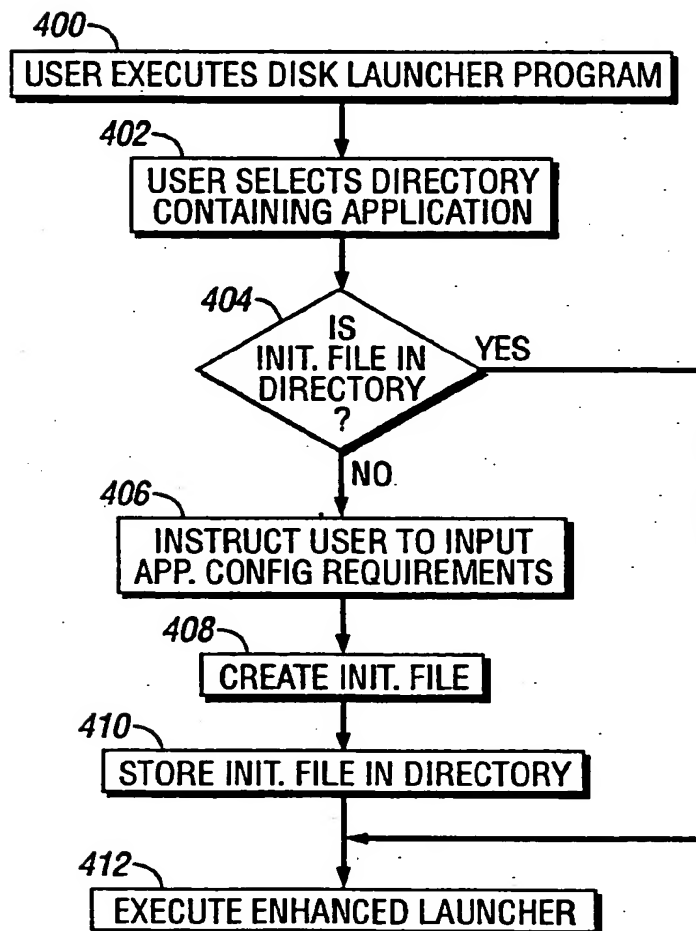 400
USER EXECUTES DISK LAUNCHER PROGRAM
402
USER SELECTS DIRECTORY
CONTAINING APPLICATION
404
IS
INIT. FILE IN
DIRECTORY
?
YES
NO
406
INSTRUCT USER TO INPUT
APP. CONFIG REQUIREMENTS
408
CREATE INIT. FILE
410
STORE INIT. FILE IN DIRECTORY
412
EXECUTE ENHANCED LAUNCHER